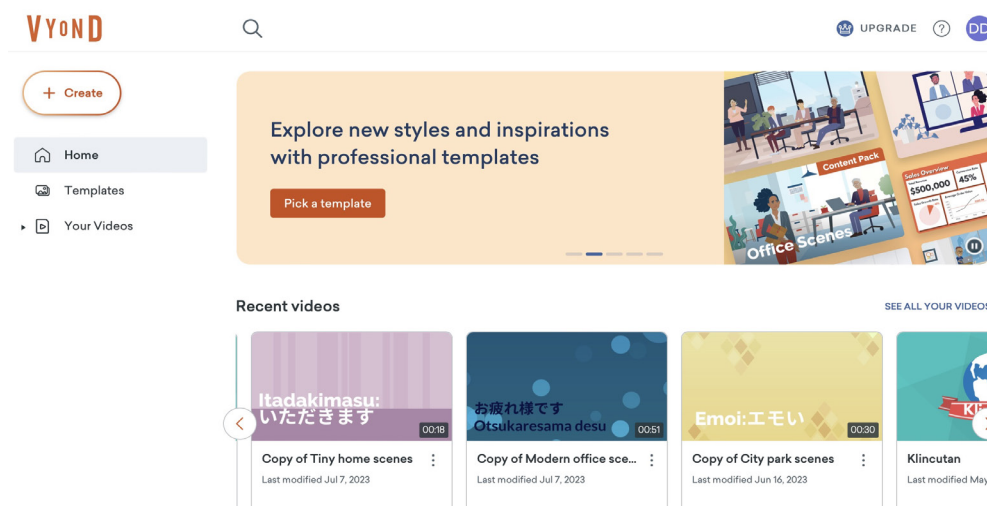 VYOND
UPGRADE
DD
Create
Home
Templates
Your Videos
Explore new styles and inspirations
with professional templates
Pick a template
Content Pack
Office Scenes
Sales Overview
$500,000
45%
Recent videos
SEE ALL YOUR VIDEOS
Itadakimasu:
いただきます
00:18
お疲れ様です
Otsukaresama desu
00:51
Emoi:エモい
00:30
Copy of Tiny home scenes
Last modified Jul 7, 2023
Copy of Modern office sce...
Last modified Jul 7, 2023
Copy of City park scenes
Last modified Jun 16, 2023
Klincutan
Last modified May